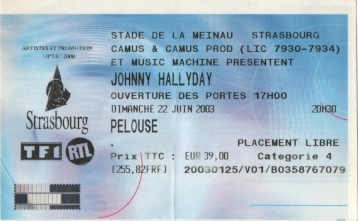 STADE DE LA MEINAU STRASBOURG
ARTISTES ET PROMOTION
CAMUS & CAMUS PROD (LIC 7930-7934)
ET MUSIC MACHINE PRESENTENT
JOHNNY HALLYDAY
OUVERTURE DES PORTES 17H00
DIMANCHE 22 JUIN 2003 20H30
PELOUSE
Strasbourg
TF1 RTL
PLACEMENT LIBRE
Prix TTC : EUR 39,00 Categorie 4
(255,82FRF) 20030125/V01/B0358767079